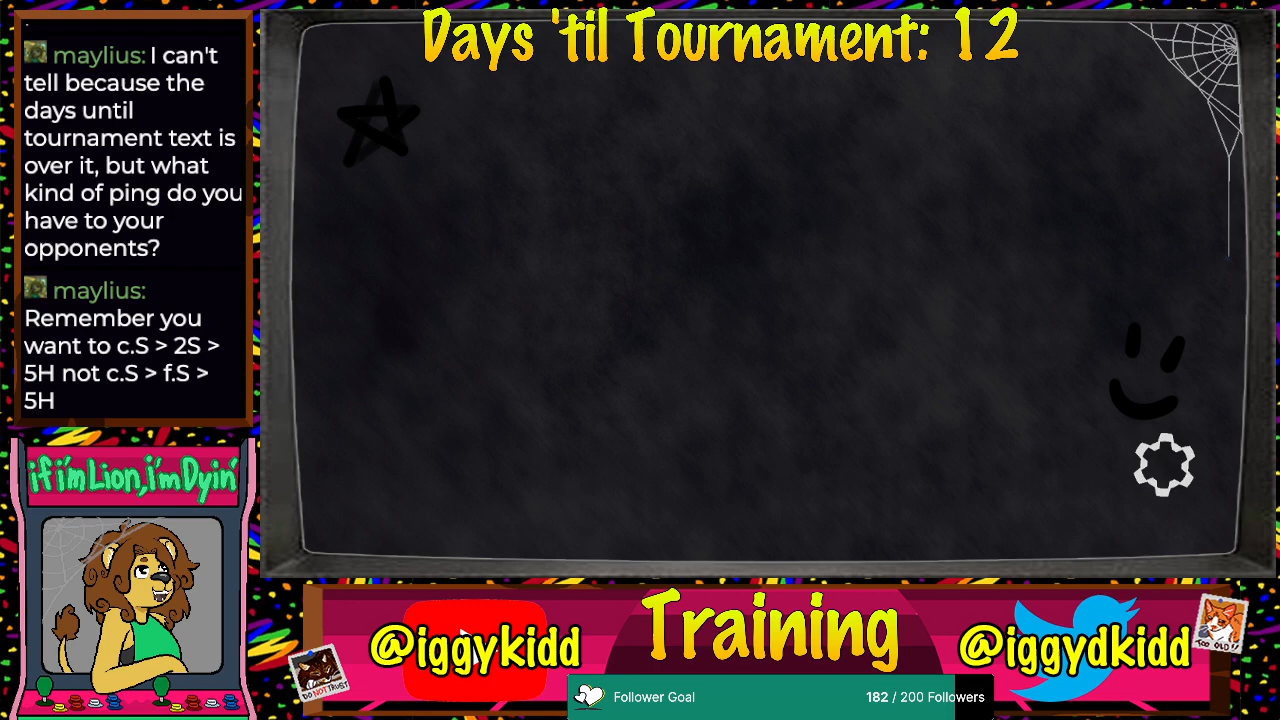 Days 'til Tournament: 12
maylius: I can't
tell because the
days until
tournament text is
over it, but what
kind of ping do you
have to your
opponents?
maylius:
Remember you
want to c.S > 2S >
5H not c.S > f.S >
5H
if i'm Lion, i'm Dyin'
@iggykidd
Training
@iggydkidd
DO NOT TRUST
TOO OLD
Follower Goal
182 / 200 Followers